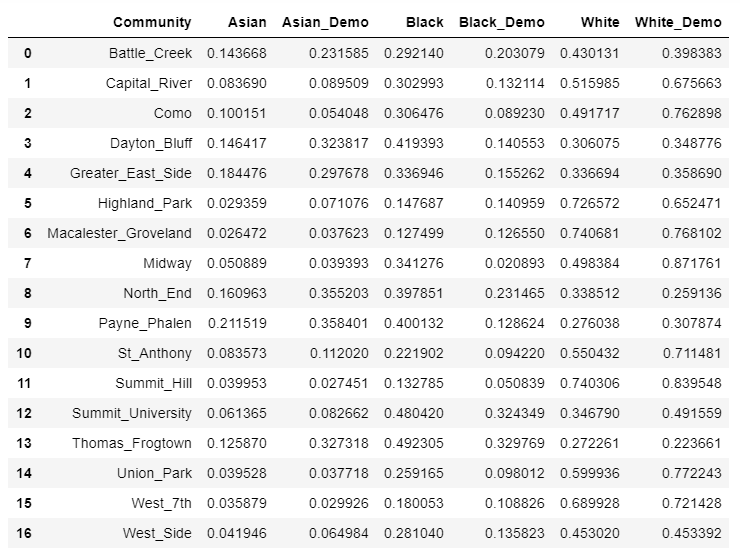 Community Asian Asian_Demo Black Black_Demo White White_Demo
0 Battle_Creek 0.143668 0.231585 0.292140 0.203079 0.430131 0.398383
1 Capital_River 0.083690 0.089509 0.302993 0.132114 0.515985 0.675663
2 Como 0.100151 0.054048 0.306476 0.089230 0.491717 0.762898
3 Dayton_Bluff 0.146417 0.323817 0.419393 0.140553 0.306075 0.348776
4 Greater_East_Side 0.184476 0.297678 0.336946 0.155262 0.336694 0.358690
5 Highland_Park 0.029359 0.071076 0.147687 0.140959 0.726572 0.652471
6 Macalester_Groveland 0.026472 0.037623 0.127499 0.126550 0.740681 0.768102
7 Midway 0.050889 0.039393 0.341276 0.020893 0.498384 0.871761
8 North_End 0.160963 0.355203 0.397851 0.231465 0.338512 0.259136
9 Payne_Phalen 0.211519 0.358401 0.400132 0.128624 0.276038 0.307874
10 St_Anthony 0.083573 0.112020 0.221902 0.094220 0.550432 0.711481
11 Summit_Hill 0.039953 0.027451 0.132785 0.050839 0.740306 0.839548
12 Summit_University 0.061365 0.082662 0.480420 0.324349 0.346790 0.491559
13 Thomas_Frogtown 0.125870 0.327318 0.492305 0.329769 0.272261 0.223661
14 Union_Park 0.039528 0.037718 0.259165 0.098012 0.599936 0.772243
15 West_7th 0.035879 0.029926 0.180053 0.108826 0.689928 0.721428
16 West_Side 0.041946 0.064984 0.281040 0.135823 0.453020 0.453392